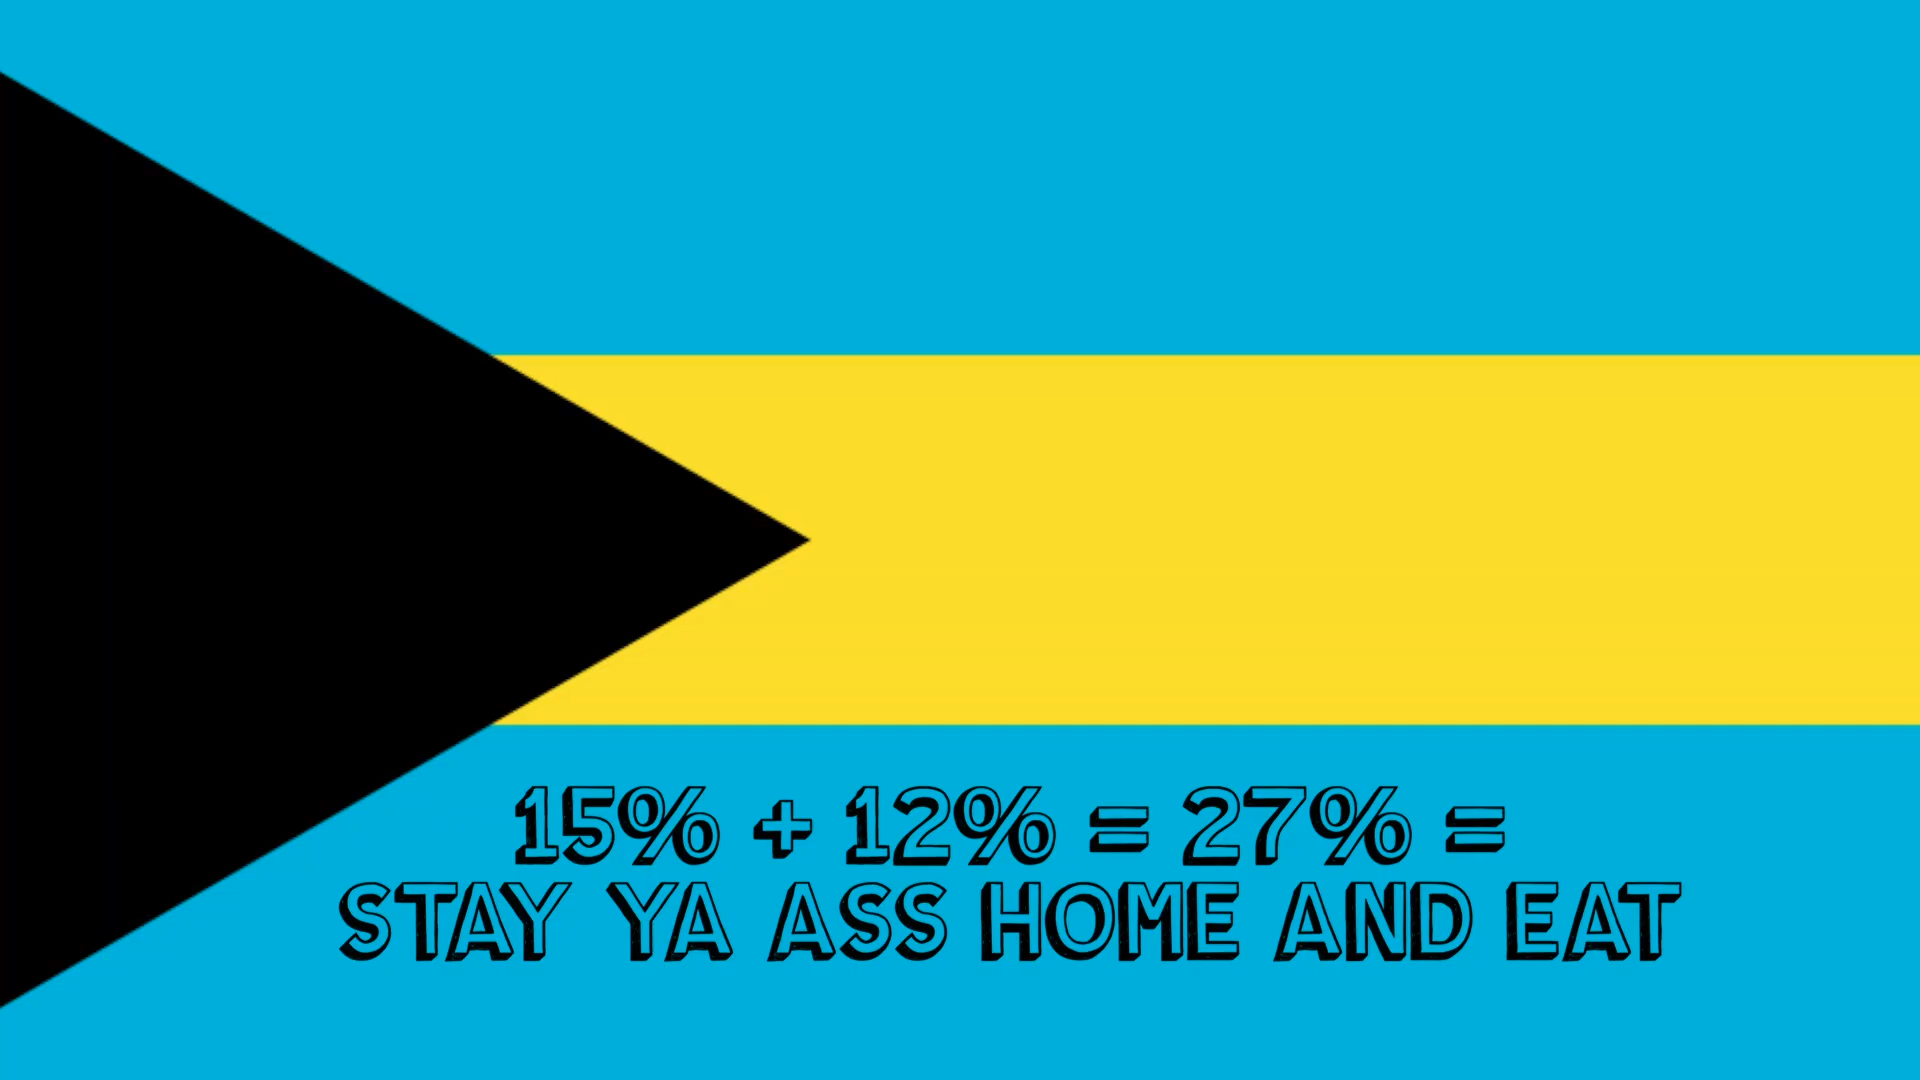 15% + 12% = 27% =
STAY YA ASS HOME AND EAT